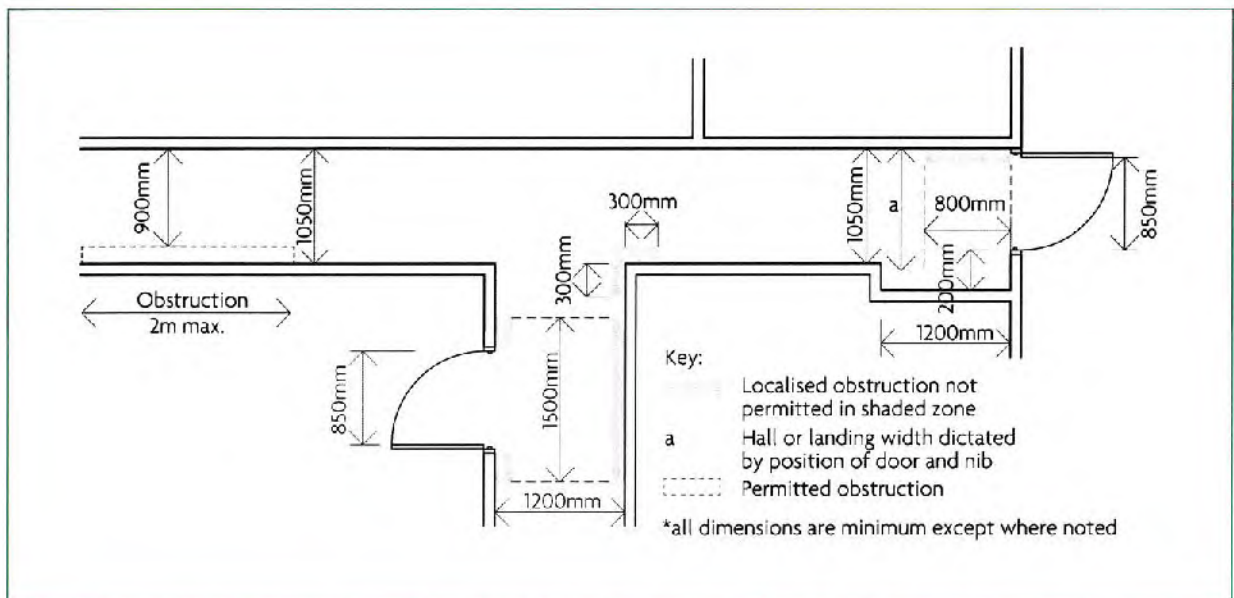 900mm
1050mm
300mm
1050mm
a
800mm
850mm
300mm
200mm
Obstruction
2m max.
1200mm
850mm
1500mm
1200mm
Key:
Localised obstruction not
permitted in shaded zone
a Hall or landing width dictated
by position of door and nib
Permitted obstruction
*all dimensions are minimum except where noted